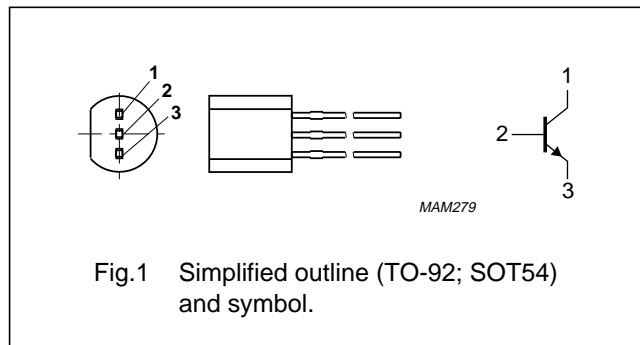 1
2
3
1
2
3
MAM279
Fig.1 Simplified outline (TO-92; SOT54)
and symbol.